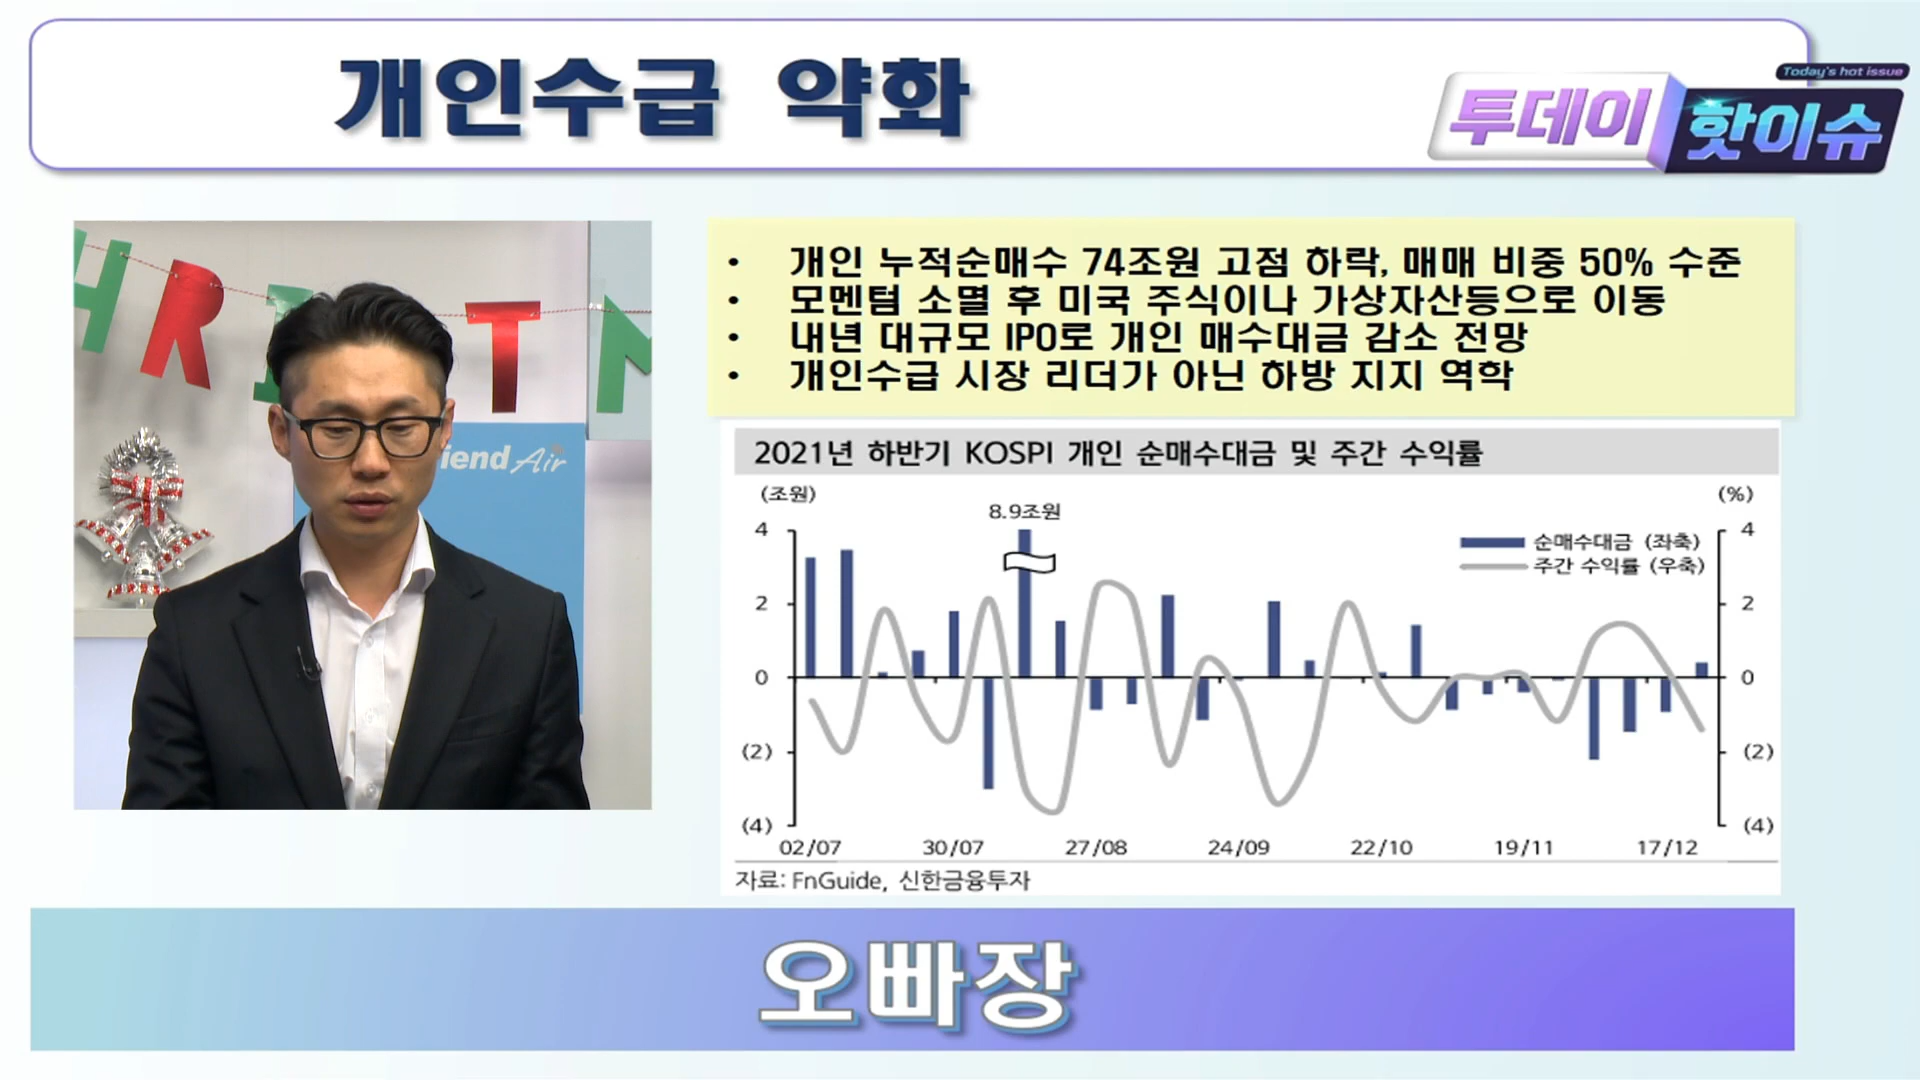 개인수급 약화
Today's hot issue
투데이 핫이슈
HRI T M
iend Air
• 개인 누적순매수 74조원 고점 하락, 매매 비중 50% 수준
• 모멘텀 소멸 후 미국 주식이나 가상자산등으로 이동
• 내년 대규모 IPO로 개인 매수대금 감소 전망
• 개인수급 시장 리더가 아닌 하방 지지 역학
2021년 하반기 KOSPI 개인 순매수대금 및 주간 수익률
(조원) (%)
8.9조원
4 4
순매수대금 (좌축)
주간 수익률 (우축)
2 2
0 0
(2) (2)
(4) (4)
02/07 30/07 27/08 24/09 22/10 19/11 17/12
자료: FnGuide, 신한금융투자
오빠장